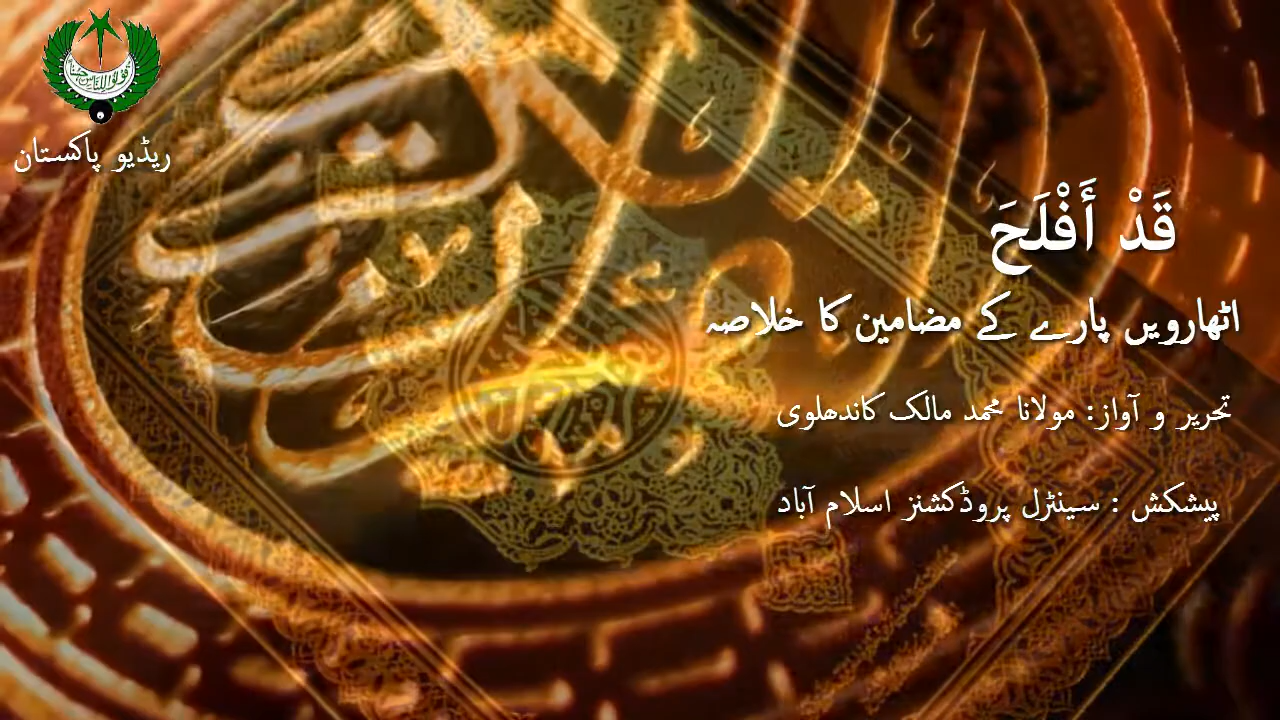 ریڈیو پاکستان
قَدْ أَفْلَحَ
اٹھارویں پارے کے مضامین کا خلاصہ
تحریر و آواز: مولانا محمد مالک کاندھلوی
پیشکش : سینٹرل پروڈکشنز اسلام آباد